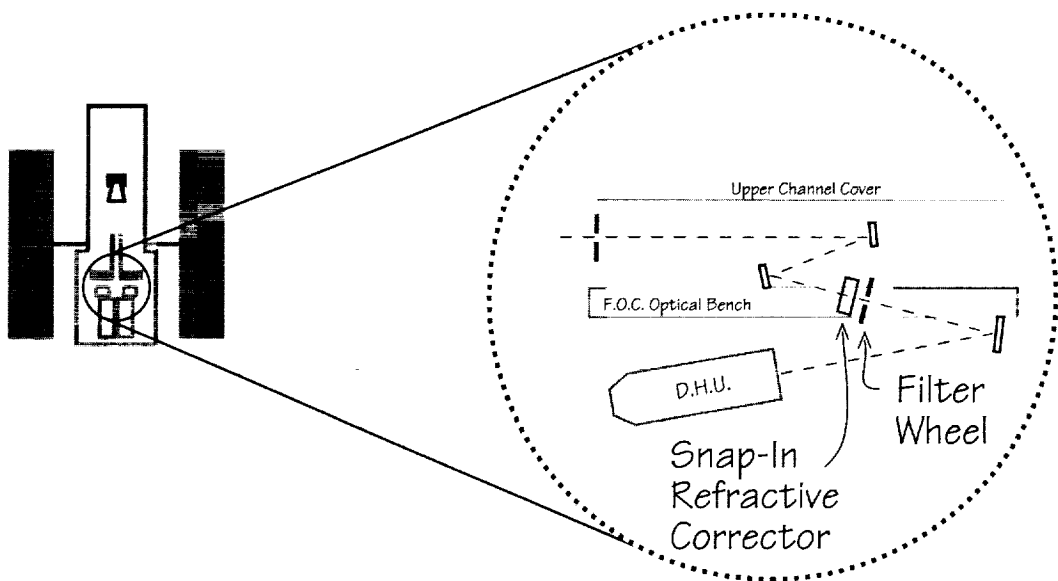 Upper Channel Cover
F.O.C. Optical Bench
D.H.U.
Filter
Wheel
Snap-In
Refractive
Corrector